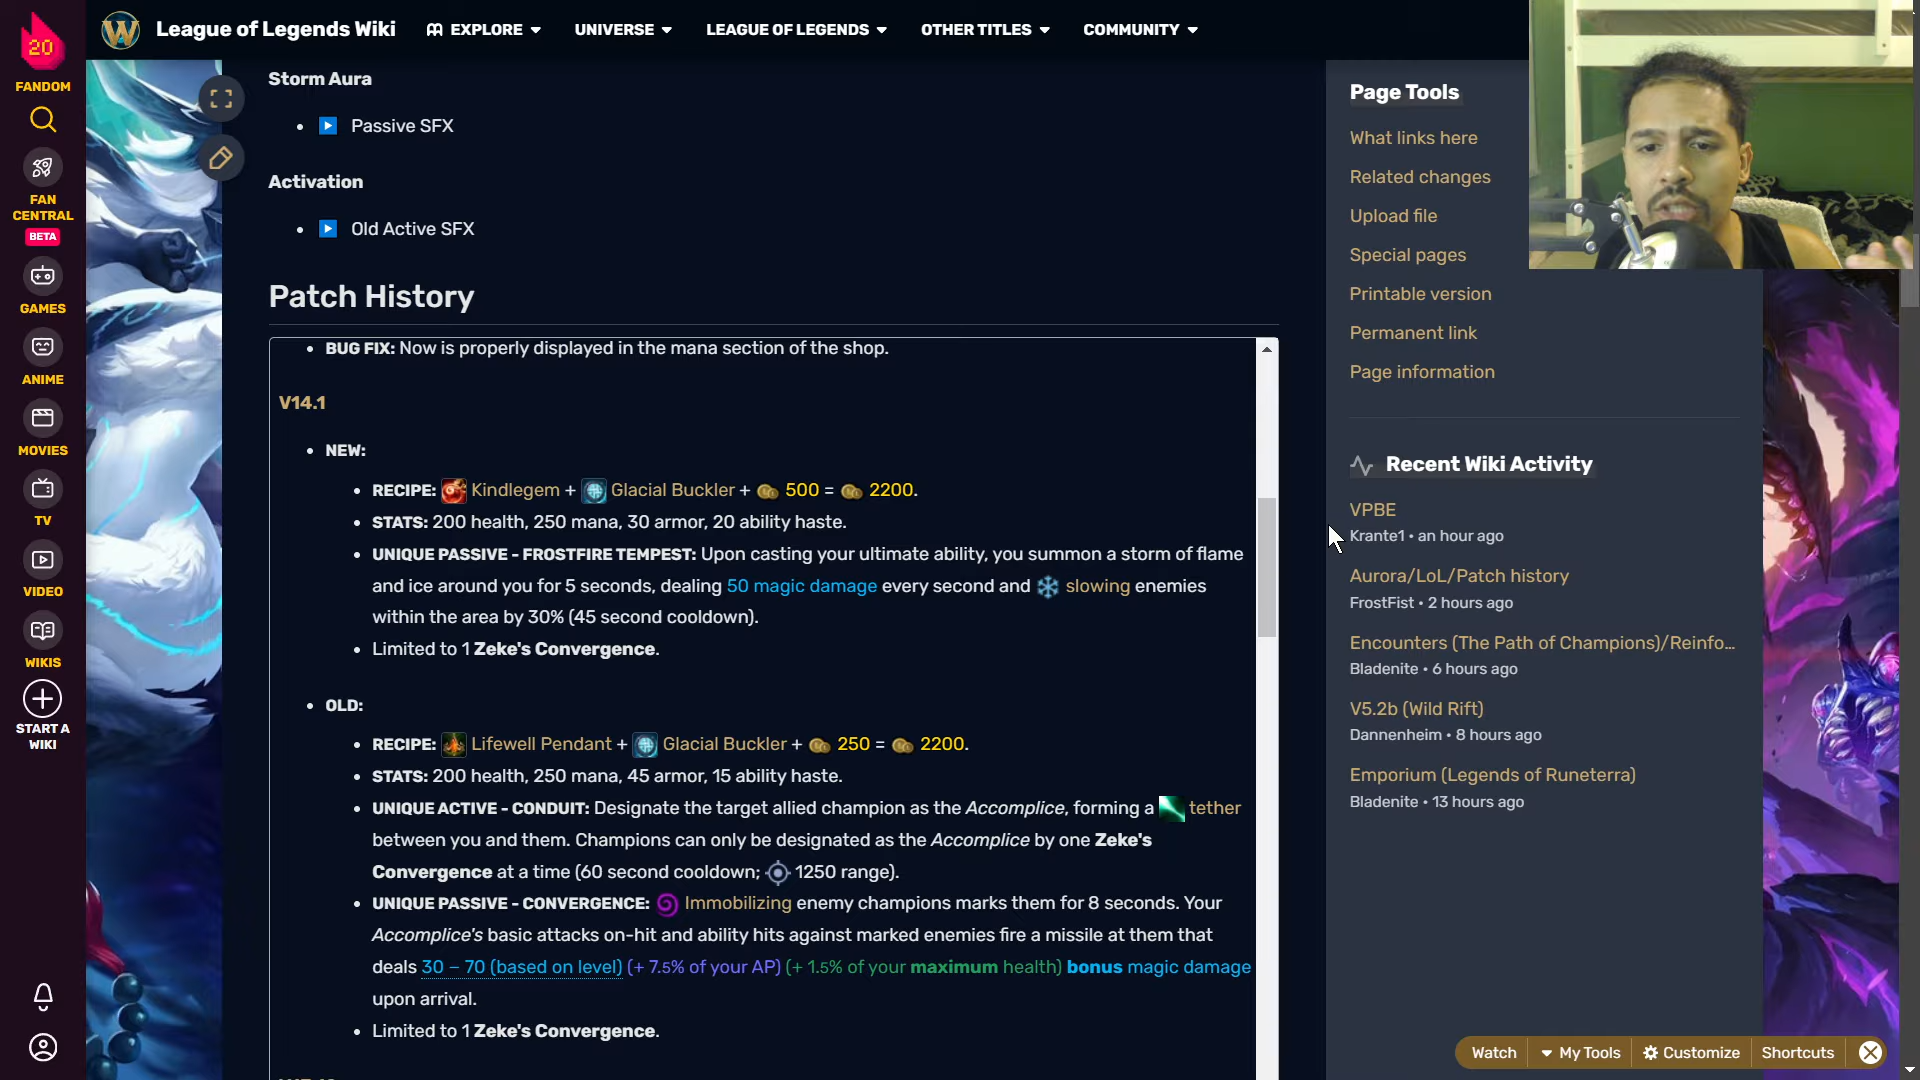 20
FANDOM
FAN
CENTRAL
BETA
GAMES
ANIME
MOVIES
TV
VIDEO
WIKIS
START A
WIKI
League of Legends Wiki
EXPLORE
UNIVERSE
LEAGUE OF LEGENDS
OTHER TITLES
COMMUNITY
Storm Aura
• Passive SFX
Activation
• Old Active SFX
Patch History
• BUG FIX: Now is properly displayed in the mana section of the shop.
V14.1
• NEW:
• RECIPE: Kindlegem + Glacial Buckler + 500 = 2200.
• STATS: 200 health, 250 mana, 30 armor, 20 ability haste.
• UNIQUE PASSIVE - FROSTFIRE TEMPEST: Upon casting your ultimate ability, you summon a storm of flame
and ice around you for 5 seconds, dealing 50 magic damage every second and slowing enemies
within the area by 30% (45 second cooldown).
• Limited to 1 Zeke's Convergence.
• OLD:
• RECIPE: Lifewell Pendant + Glacial Buckler + 250 = 2200.
• STATS: 200 health, 250 mana, 45 armor, 15 ability haste.
• UNIQUE ACTIVE - CONDUIT: Designate the target allied champion as the Accomplice, forming a tether
between you and them. Champions can only be designated as the Accomplice by one Zeke's
Convergence at a time (60 second cooldown; 1250 range).
• UNIQUE PASSIVE - CONVERGENCE: Immobilizing enemy champions marks them for 8 seconds. Your
Accomplice's basic attacks on-hit and ability hits against marked enemies fire a missile at them that
deals 30 – 70 (based on level) (+ 7.5% of your AP) (+ 1.5% of your maximum health) bonus magic damage
upon arrival.
• Limited to 1 Zeke's Convergence.
Page Tools
What links here
Related changes
Upload file
Special pages
Printable version
Permanent link
Page information
Recent Wiki Activity
VPBE
Krante1 • an hour ago
Aurora/LoL/Patch history
FrostFist • 2 hours ago
Encounters (The Path of Champions)/Reinfo...
Bladenite • 6 hours ago
V5.2b (Wild Rift)
Dannenheim • 8 hours ago
Emporium (Legends of Runeterra)
Bladenite • 13 hours ago
Watch
My Tools
Customize
Shortcuts